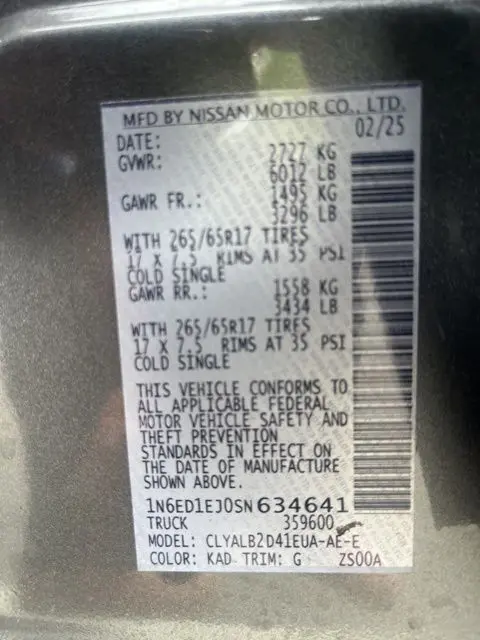 MFD BY NISSAN MOTOR CO., LTD.
DATE: 02/25
GVWR: 2727 KG
6012 LB
GAWR FR.: 1495 KG
3296 LB
WITH 265/65R17 TIRES
17 X 7.5 RIMS AT 35 PSI
COLD SINGLE
GAWR RR.: 1558 KG
3434 LB
WITH 265/65R17 TIRES
17 X 7.5 RIMS AT 35 PSI
COLD SINGLE
THIS VEHICLE CONFORMS TO
ALL APPLICABLE FEDERAL
MOTOR VEHICLE SAFETY AND
THEFT PREVENTION
STANDARDS IN EFFECT ON
THE DATE OF MANUFACTURE
SHOWN ABOVE.
1N6ED1EJ0SN634641
TRUCK 359600
MODEL: CLYALB2D41EUA-AE-E
COLOR: KAD TRIM: G ZS00A